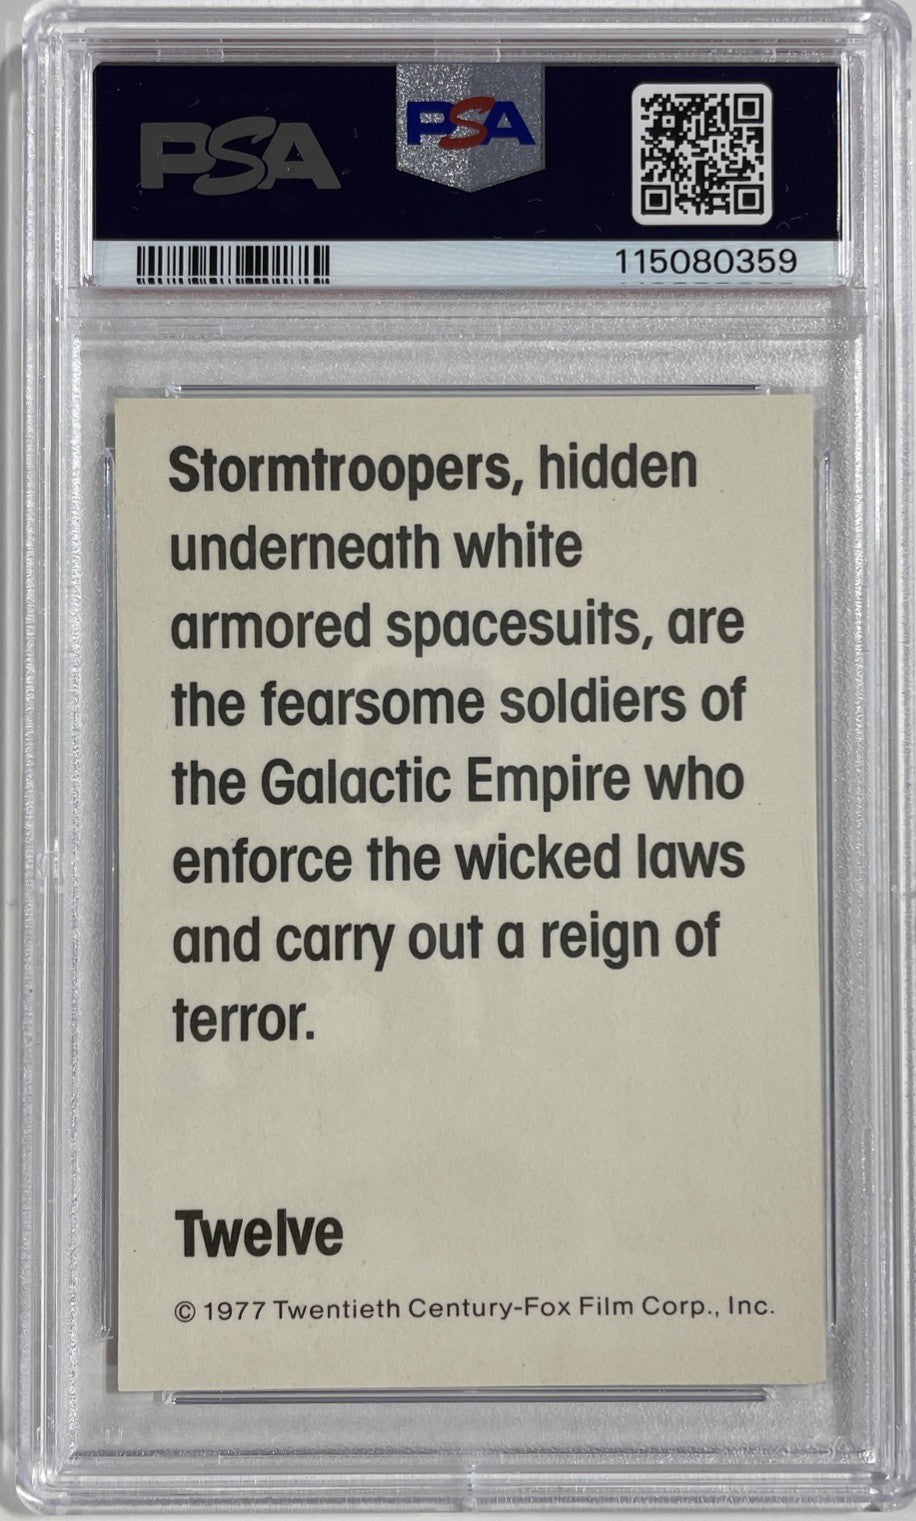 PSA
PSA
115080359
Stormtroopers, hidden
underneath white
armored spacesuits, are
the fearsome soldiers of
the Galactic Empire who
enforce the wicked laws
and carry out a reign of
terror.
Twelve
© 1977 Twentieth Century-Fox Film Corp., Inc.